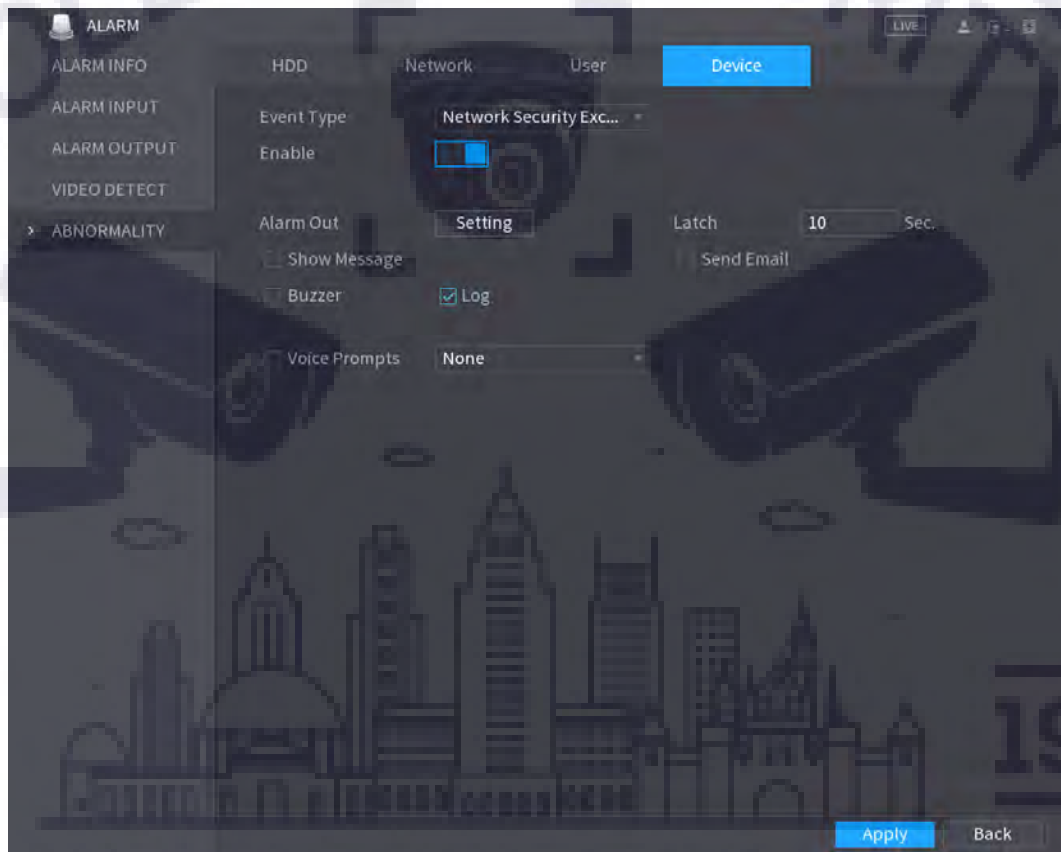 ALARM
LIVE
ALARM INFO
HDD Network User Device
ALARM INPUT
Event Type Network Security Exc...
Enable
ALARM OUTPUT
VIDEO DETECT
> ABNORMALITY
Alarm Out Setting Latch 10 Sec.
Show Message Send Email
Buzzer Log
Voice Prompts None
Apply Back